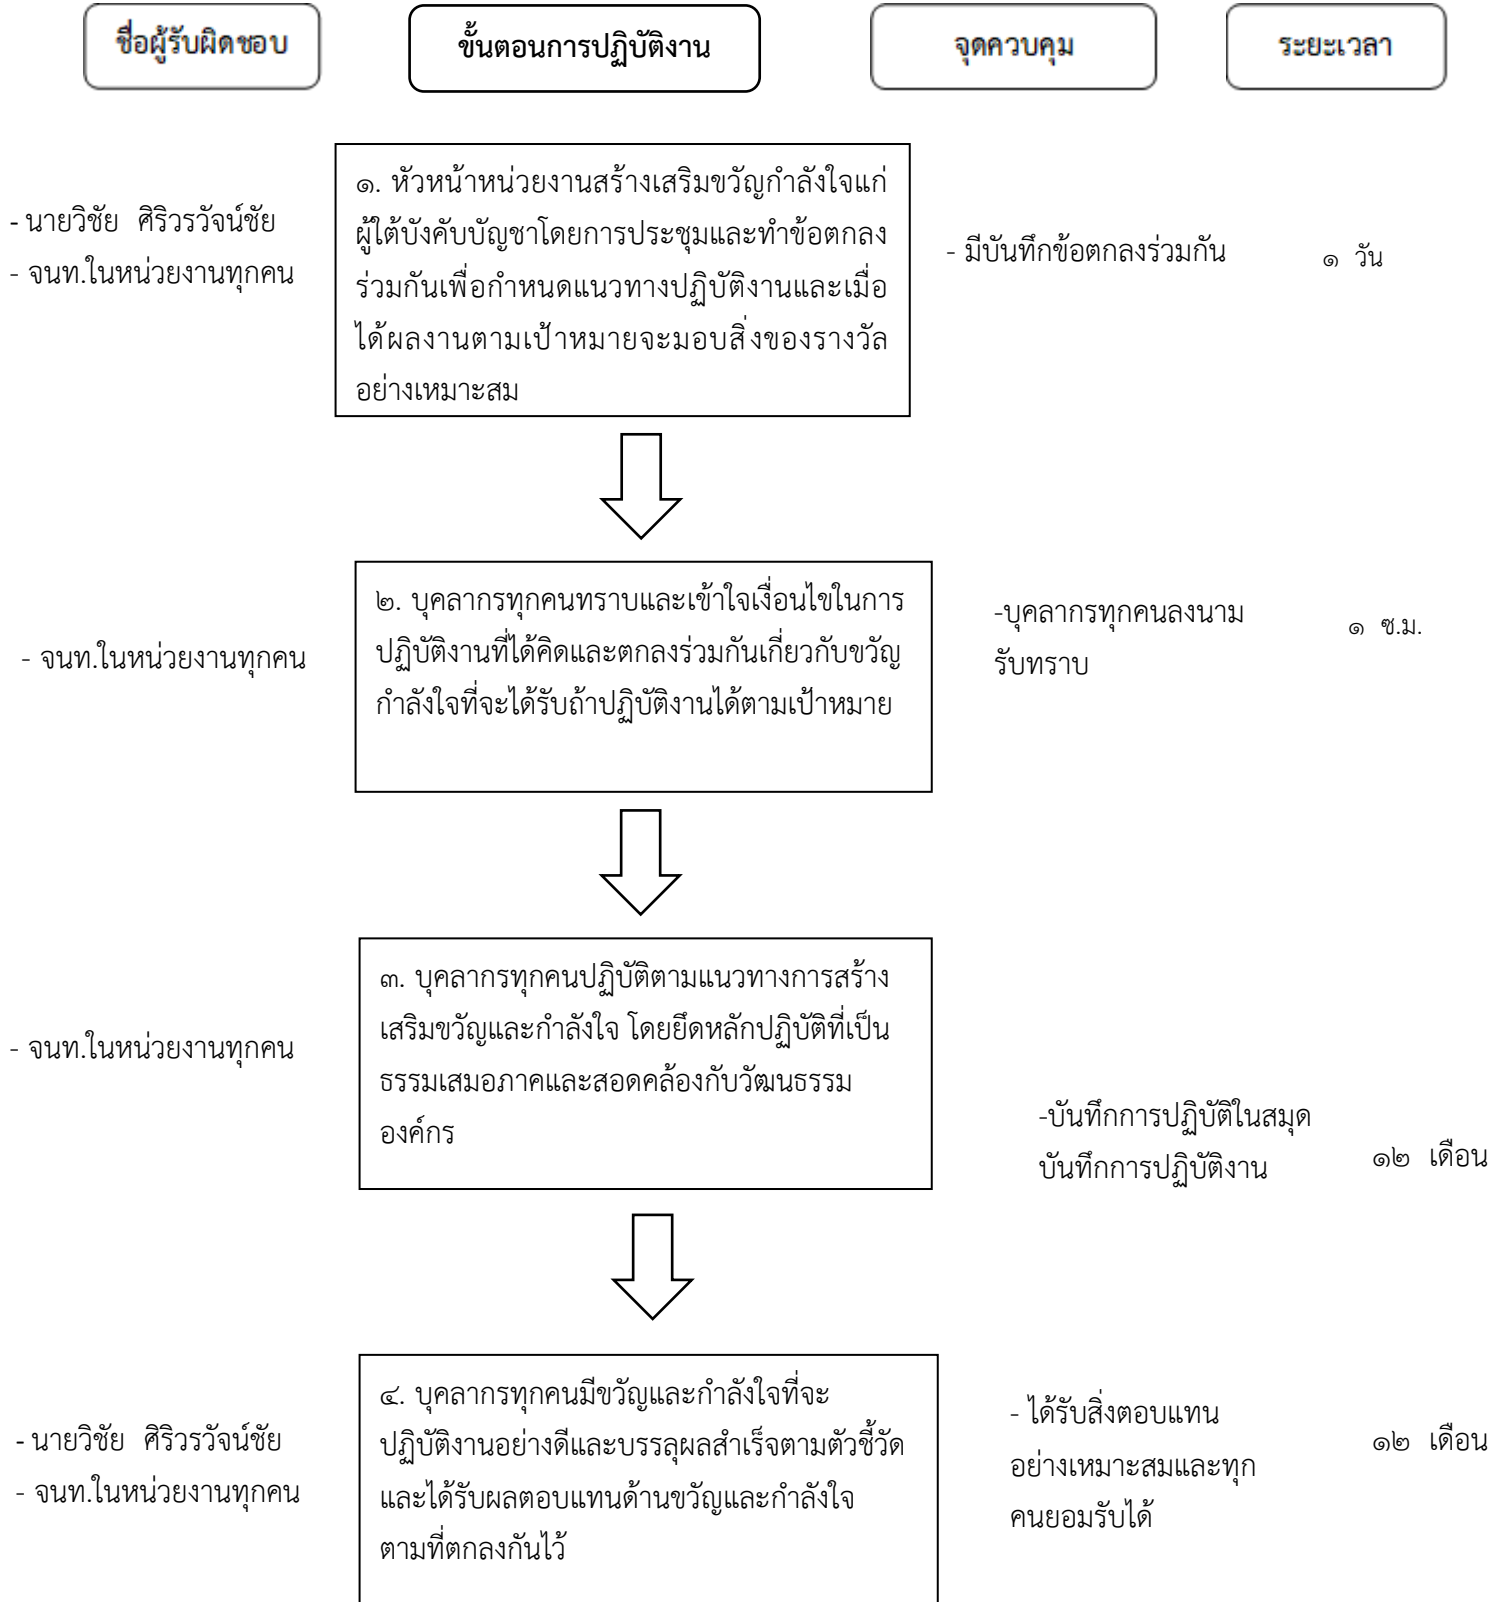 ชื่อผู้รับผิดชอบ
ขั้นตอนการปฏิบัติงาน
จุดควบคุม
ระยะเวลา
- นายวิชัย ศิริวรวัจน์ชัย
- จนท.ในหน่วยงานทุกคน
๑. หัวหน้าหน่วยงานสร้างเสริมขวัญกำลังใจแก่
ผู้ใต้บังคับบัญชาโดยการประชุมและทำข้อตกลง
ร่วมกันเพื่อกำหนดแนวทางปฏิบัติงานและเมื่อ
ได้ผลงานตามเป้าหมายจะมอบสิ่งของรางวัล
อย่างเหมาะสม
- มีบันทึกข้อตกลงร่วมกัน
๑ วัน
- จนท.ในหน่วยงานทุกคน
๒. บุคลากรทุกคนทราบและเข้าใจเงื่อนไขในการ
ปฏิบัติงานที่ได้คิดและตกลงร่วมกันเกี่ยวกับขวัญ
กำลังใจที่จะได้รับถ้าปฏิบัติงานได้ตามเป้าหมาย
-บุคลากรทุกคนลงนาม
รับทราบ
๑ ซ.ม.
- จนท.ในหน่วยงานทุกคน
๓. บุคลากรทุกคนปฏิบัติตามแนวทางการสร้าง
เสริมขวัญและกำลังใจ โดยยึดหลักปฏิบัติที่เป็น
ธรรมเสมอภาคและสอดคล้องกับวัฒนธรรม
องค์กร
-บันทึกการปฏิบัติในสมุด
บันทึกการปฏิบัติงาน
๑๒ เดือน
- นายวิชัย ศิริวรวัจน์ชัย
- จนท.ในหน่วยงานทุกคน
๔. บุคลากรทุกคนมีขวัญและกำลังใจที่จะ
ปฏิบัติงานอย่างดีและบรรลุผลสำเร็จตามตัวชี้วัด
และได้รับผลตอบแทนด้านขวัญและกำลังใจ
ตามที่ตกลงกันไว้
- ได้รับสิ่งตอบแทน
อย่างเหมาะสมและทุก
คนยอมรับได้
๑๒ เดือน